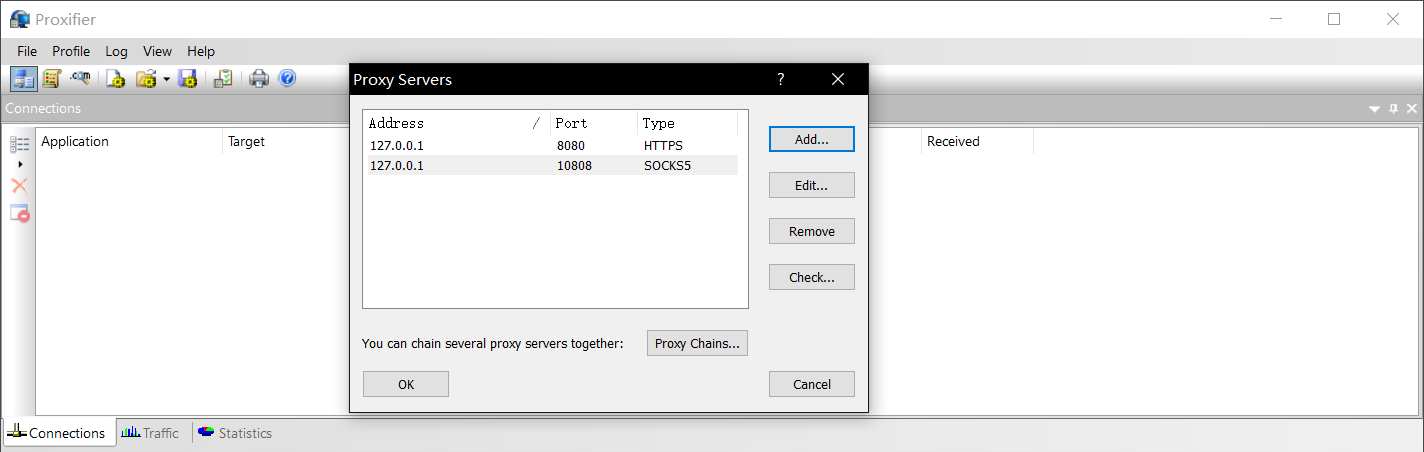 Proxifier
File Profile Log View Help
.com
Connections
Application Target Received
Proxy Servers ?
Address / Port Type
127.0.0.1 8080 HTTPS
127.0.0.1 10808 SOCKS5
Add...
Edit...
Remove
Check...
You can chain several proxy servers together: Proxy Chains...
OK Cancel
Connections Traffic Statistics